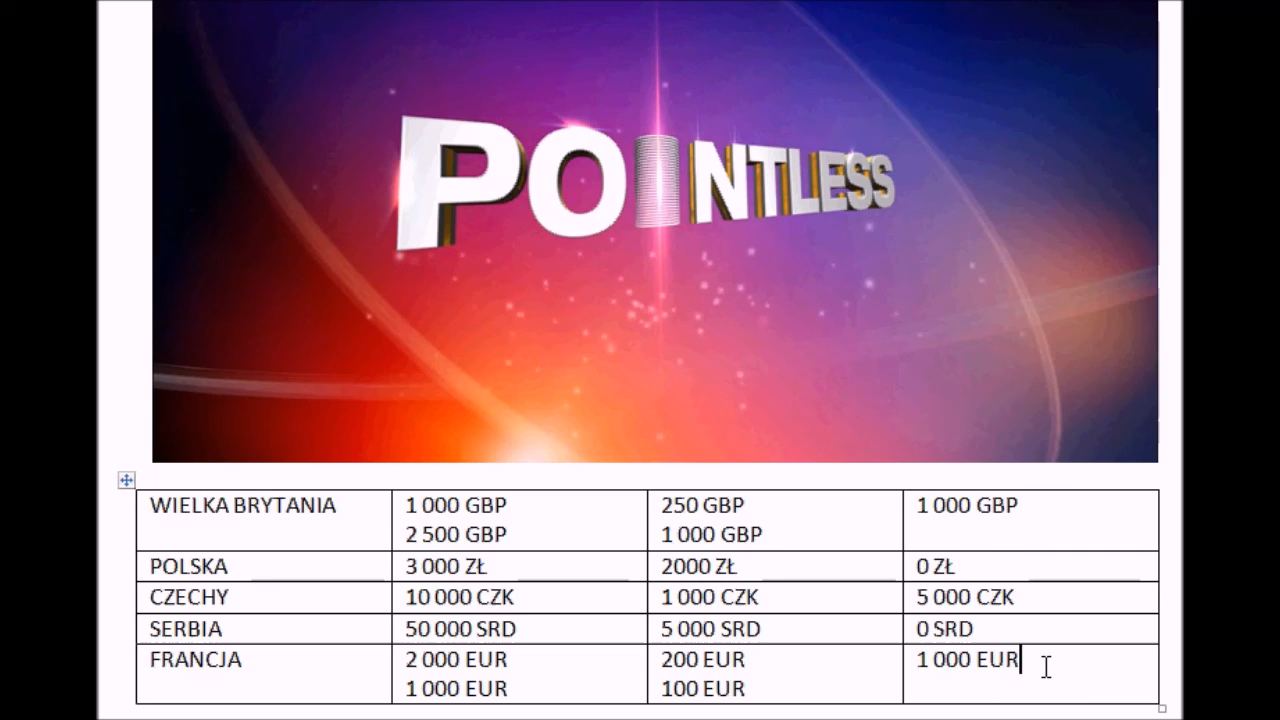 POINTLESS
WIELKA BRYTANIA 1 000 GBP 250 GBP 1 000 GBP
2 500 GBP 1 000 GBP
POLSKA 3 000 ZŁ 2000 ZŁ 0 ZŁ
CZECHY 10 000 CZK 1 000 CZK 5 000 CZK
SERBIA 50 000 SRD 5 000 SRD 0 SRD
FRANCJA 2 000 EUR 200 EUR 1 000 EUR
1 000 EUR 100 EUR